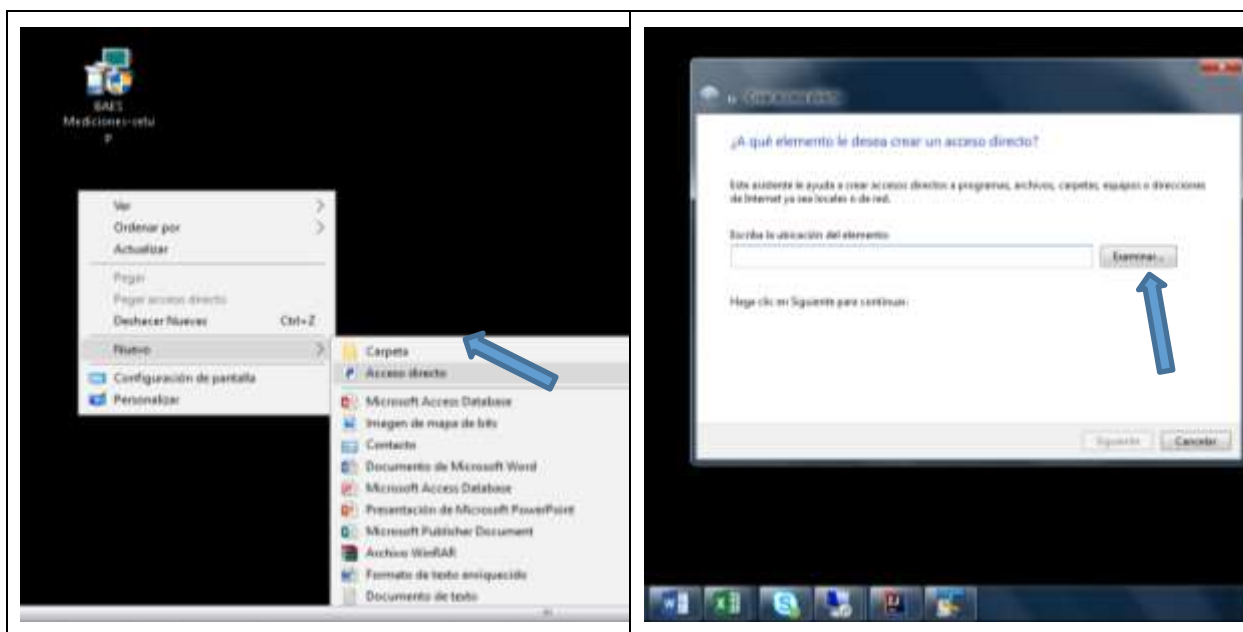 BAES
Mediciones-setu
p
Ver
Ordenar por
Actualizar
Pegar
Pegar acceso directo
Deshacer Nuevas Ctrl+Z
Nuevo
Configuración de pantalla
Personalizar
Carpeta
Acceso directo
Microsoft Access Database
Imagen de mapa de bits
Contacto
Documento de Microsoft Word
Microsoft Access Database
Presentación de Microsoft PowerPoint
Microsoft Publisher Document
Archivo WinRAR
Formato de texto enriquecido
Documento de texto
Crear acceso directo
¿A qué elemento le desea crear un acceso directo?
Este asistente le ayuda a crear accesos directos a programas, archivos, carpetas, equipos o direcciones
de Internet ya sea locales o de red.
Escriba la ubicación del elemento:
Examinar...
Haga clic en Siguiente para continuar.
Siguiente Cancelar